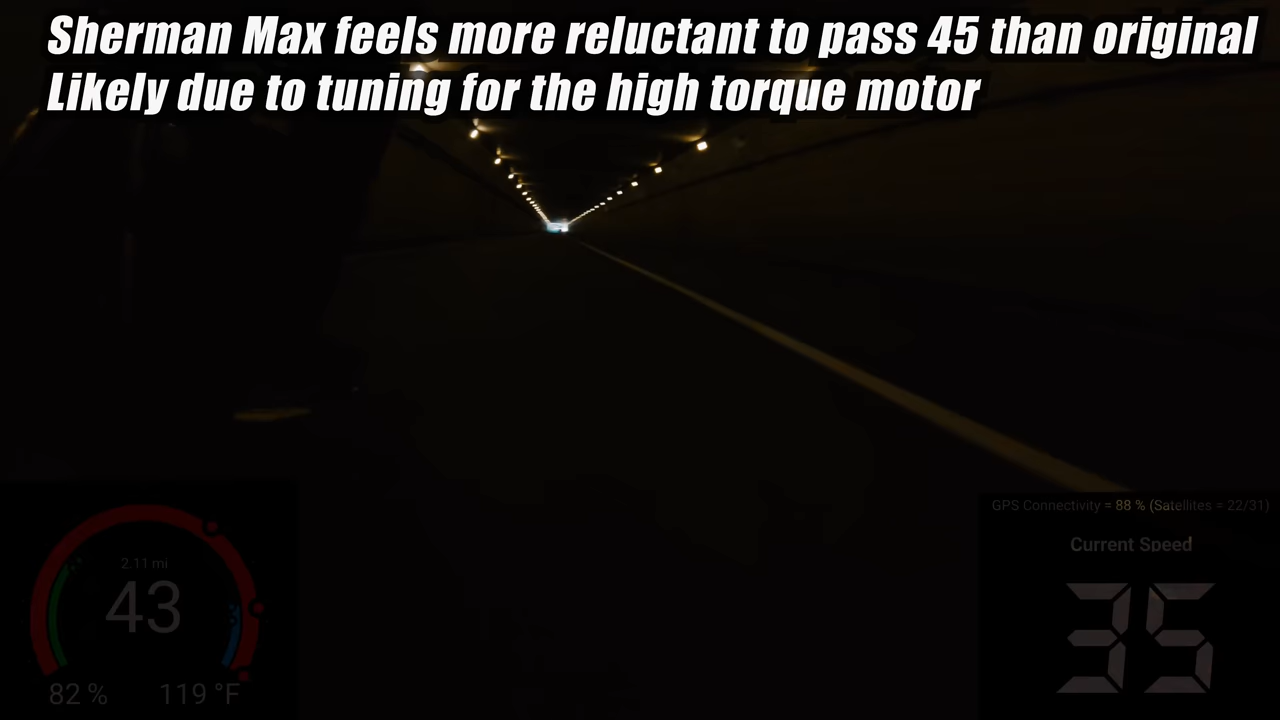 Sherman Max feels more reluctant to pass 45 than original
Likely due to tuning for the high torque motor
GPS Connectivity = 88 % (Satellites = 22/31)
Current Speed
35
2.11 mi
43
82 %
119 °F